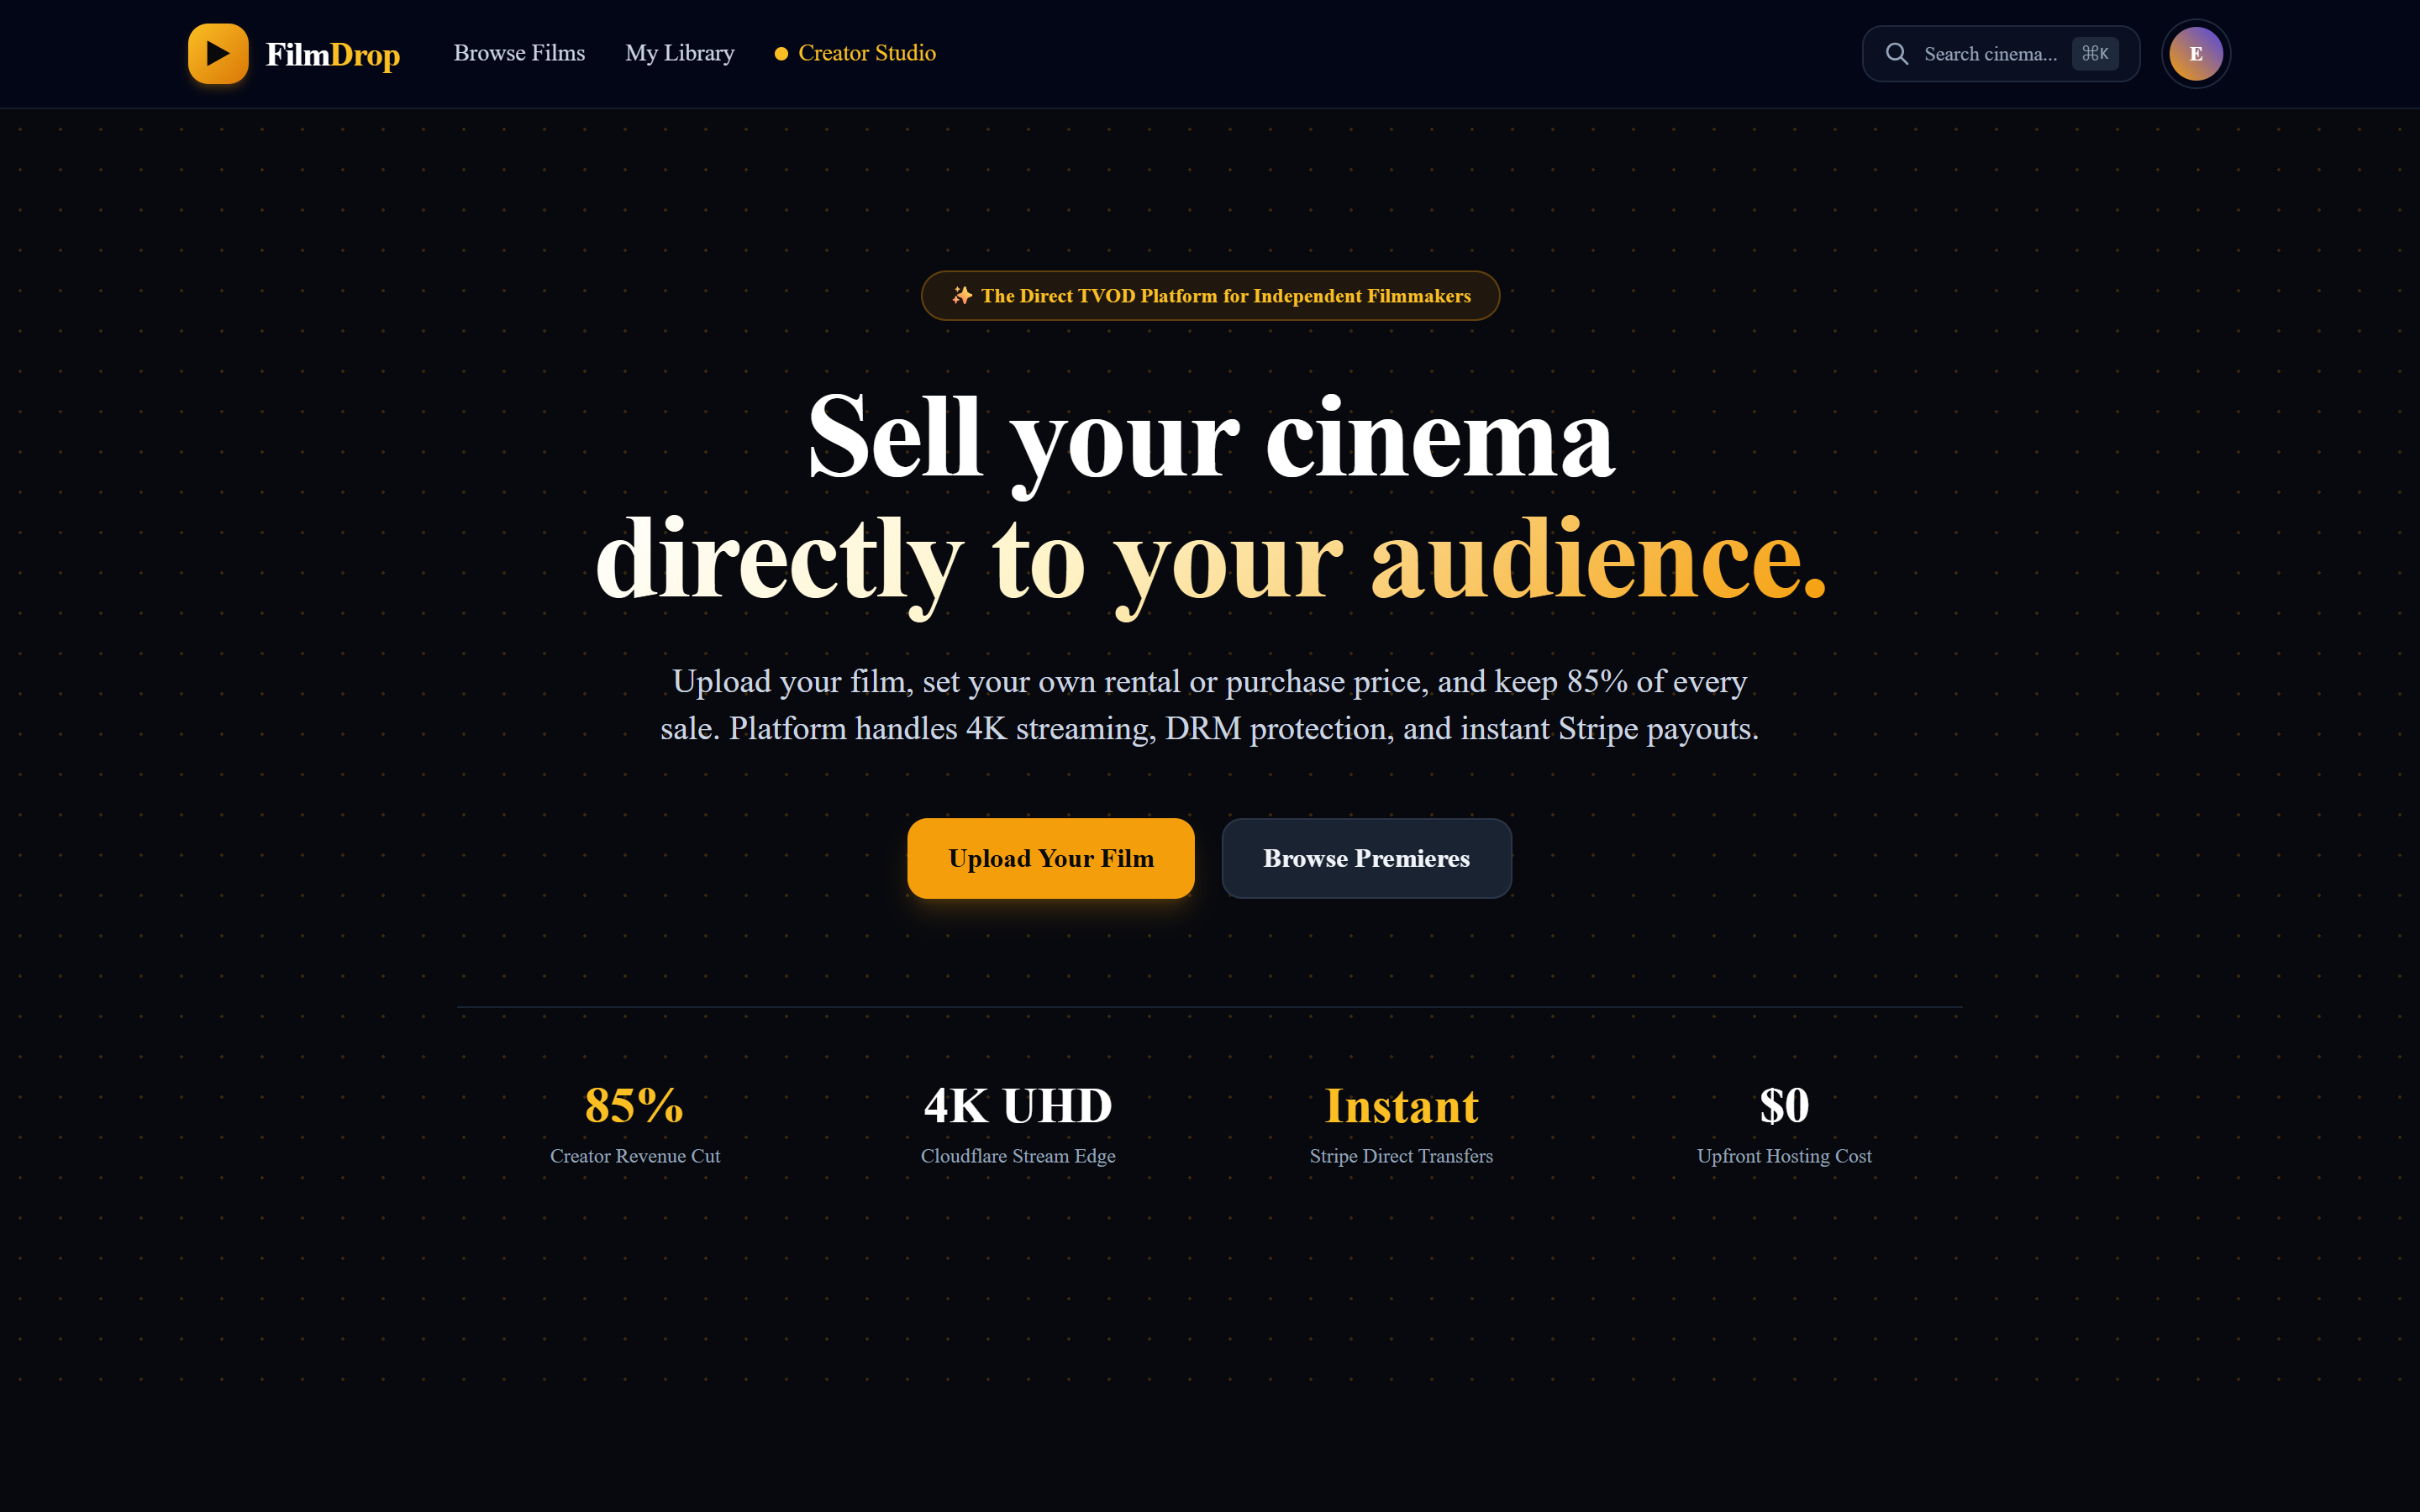 FilmDrop
Browse Films
My Library
Creator Studio
Search cinema...
⌘K
E
✨ The Direct TVOD Platform for Independent Filmmakers
Sell your cinema
directly to your audience.
Upload your film, set your own rental or purchase price, and keep 85% of every
sale. Platform handles 4K streaming, DRM protection, and instant Stripe payouts.
Upload Your Film
Browse Premieres
85%
Creator Revenue Cut
4K UHD
Cloudflare Stream Edge
Instant
Stripe Direct Transfers
$0
Upfront Hosting Cost